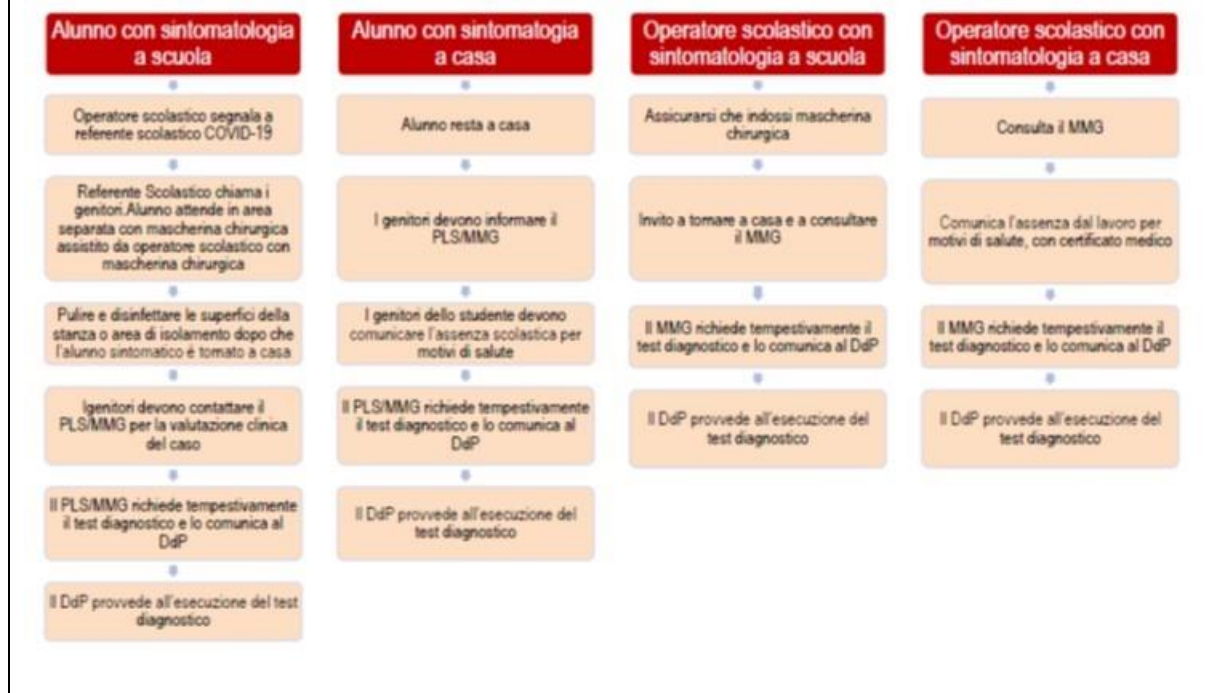 Alunno con sintomatologia
a scuola
Operatore scolastico segnala a
referente scolastico COVID-19
Referente Scolastico chiama i
genitori.Alunno attende in area
separata con mascherina chirurgica
assistito da operatore scolastico con
mascherina chirurgica
Pulire e disinfettare le superfici della
stanza o area di isolamento dopo che
l'alunno sintomatico è tornato a casa
Igenitori devono contattare il
PLS/MMG per la valutazione clinica
del caso
Il PLS/MMG richiede tempestivamente
il test diagnostico e lo comunica al
DdP
Il DdP provvede all'esecuzione del test
diagnostico
Alunno con sintomatogia
a casa
Alunno resta a casa
I genitori devono informare il
PLS/MMG
I genitori dello studente devono
comunicare l'assenza scolastica per
motivi di salute
Il PLS/MMG richiede tempestivamente
il test diagnostico e lo comunica al
DdP
Il DdP provvede all'esecuzione del
test diagnostico
Operatore scolastico con
sintomatologia a scuola
Assicurarsi che indossi mascherina
chirurgica
Invito a tornare a casa e a consultare
il MMG
Il MMG richiede tempestivamente il
test diagnostico e lo comunica al DdP
Il DdP provvede all'esecuzione del
test diagnostico
Operatore scolastico con
sintomatologia a casa
Consulta il MMG
Comunica l'assenza dal lavoro per
motivi di salute, con certificato medico
Il MMG richiede tempestivamente il
test diagnostico e lo comunica al DdP
Il DdP provvede all'esecuzione del
test diagnostico